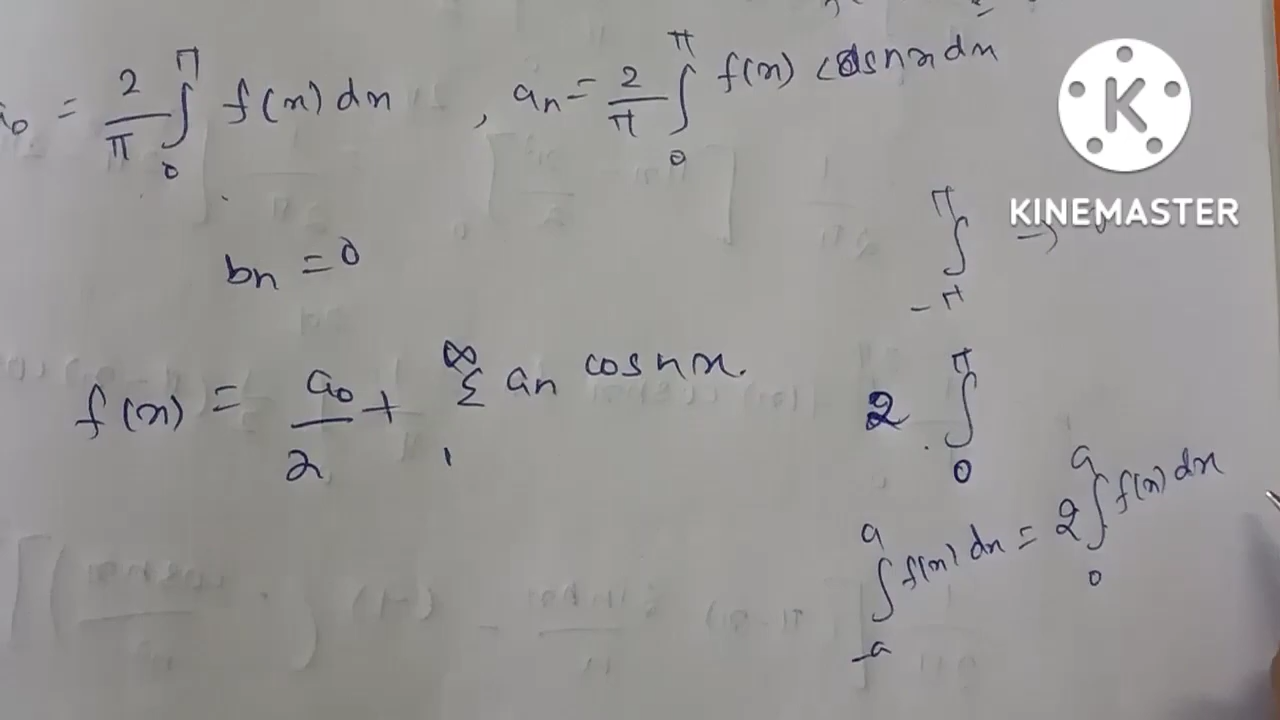 a₀ = 2/π ∫₀^π f(x) dx , aₙ = 2/π ∫₀^π f(x) cos nx dx
K
KINEMASTER
bₙ = 0
∫₋π^π →
f(x) = a₀/2 + Σ₁^∞ aₙ cos nx.
2 ∫₀^π
∫₋ₐ^a f(x) dx = 2 ∫₀^a f(x) dx